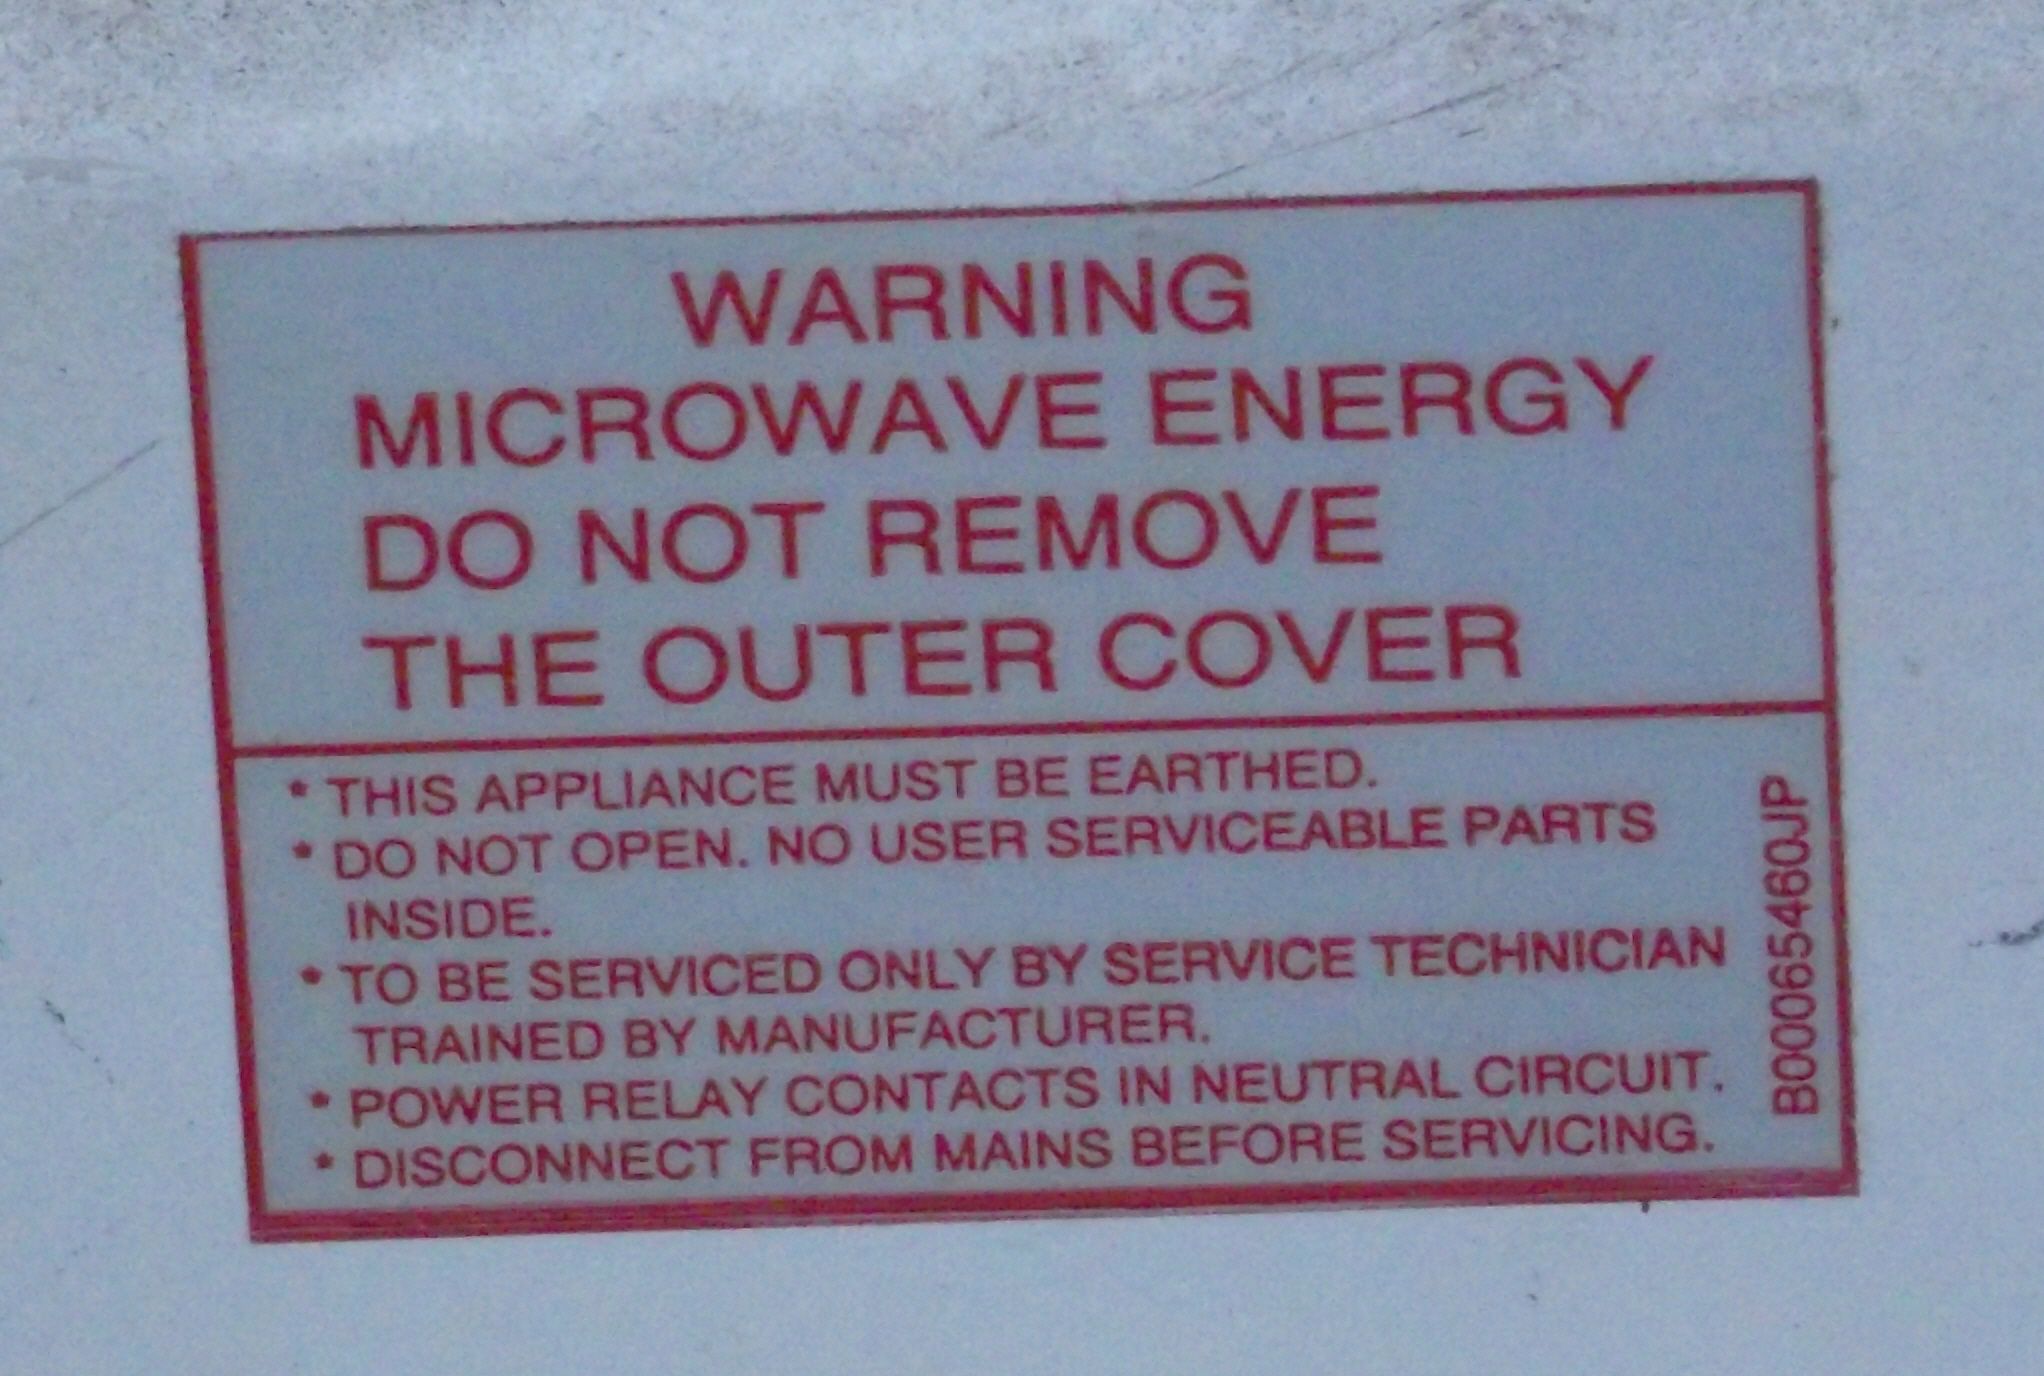 WARNING
MICROWAVE ENERGY
DO NOT REMOVE
THE OUTER COVER
* THIS APPLIANCE MUST BE EARTHED.
* DO NOT OPEN. NO USER SERVICEABLE PARTS
INSIDE.
* TO BE SERVICED ONLY BY SERVICE TECHNICIAN
TRAINED BY MANUFACTURER.
* POWER RELAY CONTACTS IN NEUTRAL CIRCUIT.
* DISCONNECT FROM MAINS BEFORE SERVICING.
B00065460JP